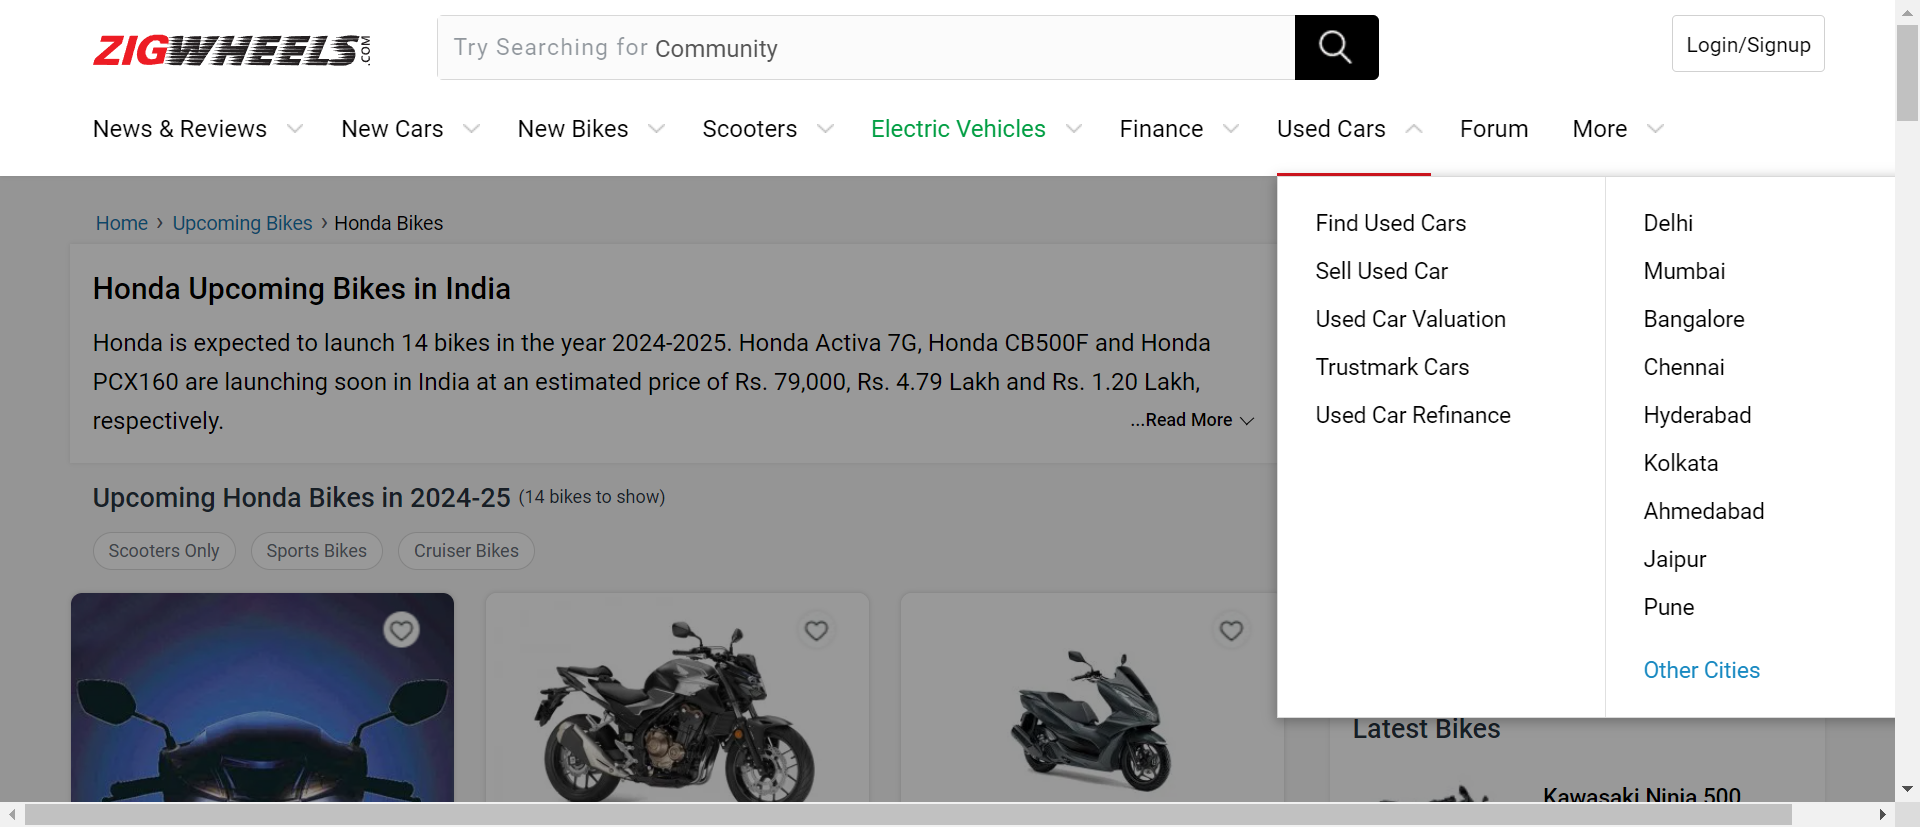 ZIGWHEELS.COM
Try Searching for Community
Login/Signup
News & Reviews
New Cars
New Bikes
Scooters
Electric Vehicles
Finance
Used Cars
Forum
More
Home › Upcoming Bikes › Honda Bikes
Honda Upcoming Bikes in India
Honda is expected to launch 14 bikes in the year 2024-2025. Honda Activa 7G, Honda CB500F and Honda
PCX160 are launching soon in India at an estimated price of Rs. 79,000, Rs. 4.79 Lakh and Rs. 1.20 Lakh,
respectively.
...Read More
Upcoming Honda Bikes in 2024-25 (14 bikes to show)
Scooters Only
Sports Bikes
Cruiser Bikes
Find Used Cars
Sell Used Car
Used Car Valuation
Trustmark Cars
Used Car Refinance
Delhi
Mumbai
Bangalore
Chennai
Hyderabad
Kolkata
Ahmedabad
Jaipur
Pune
Other Cities
Latest Bikes
Kawasaki Ninja 500